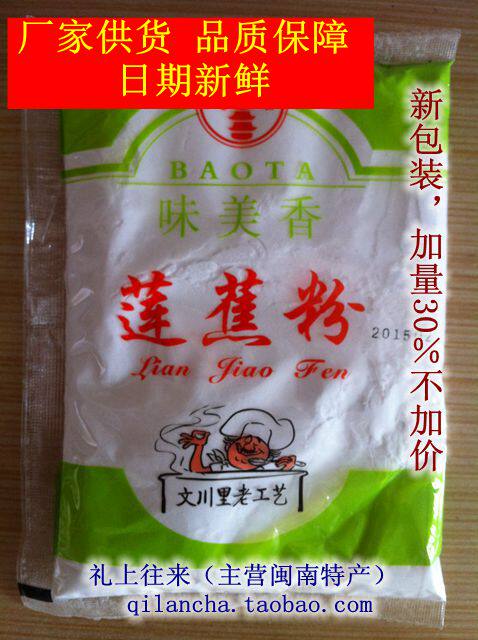 厂家供货 品质保障
日期新鲜
新包装，加量30%不加价
BAOTA
味美香
莲蕉粉
Lian Jiao Fen
2015
文川里老工艺
礼上往来（主营闽南特产）
qilancha.taobao.com